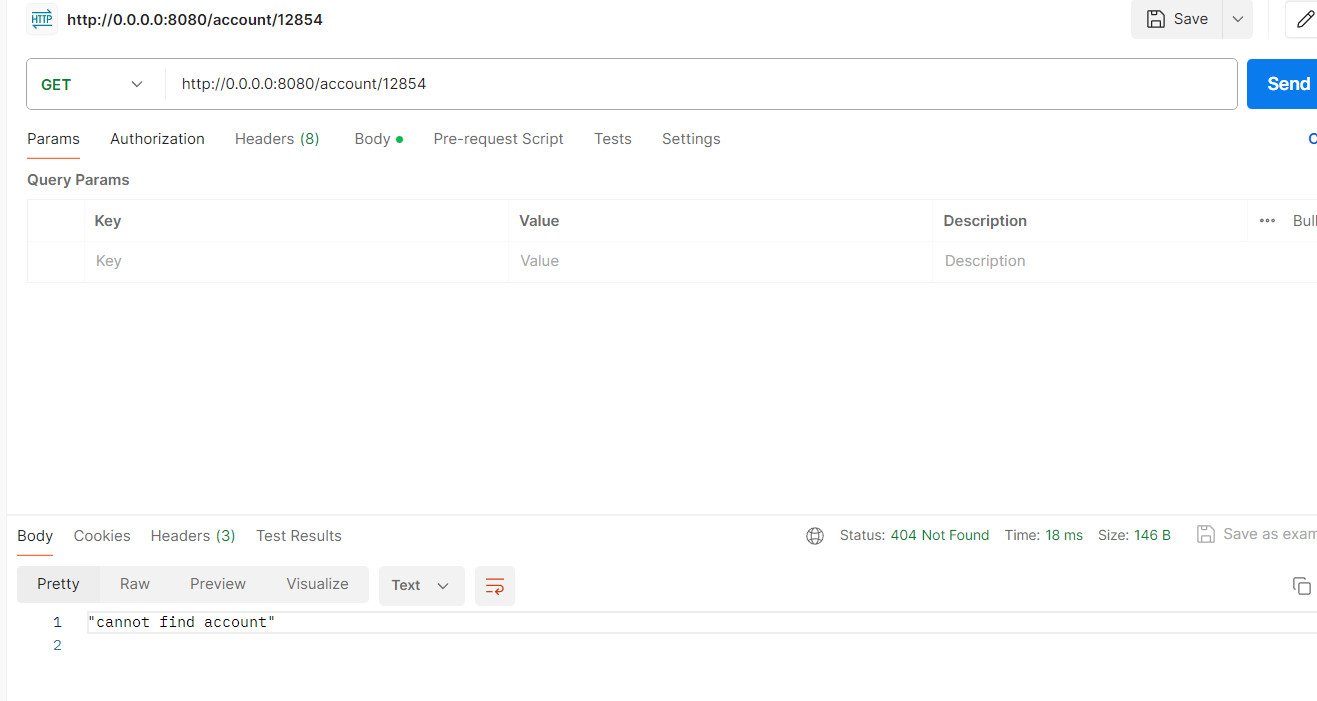 HTTP http://0.0.0.0:8080/account/12854 Save
GET http://0.0.0.0:8080/account/12854 Send
Params Authorization Headers (8) Body Pre-request Script Tests Settings
Query Params
Key Value Description
Key Value Description
Body Cookies Headers (3) Test Results Status: 404 Not Found Time: 18 ms Size: 146 B Save as exam
Pretty Raw Preview Visualize Text
1 "cannot find account"
2